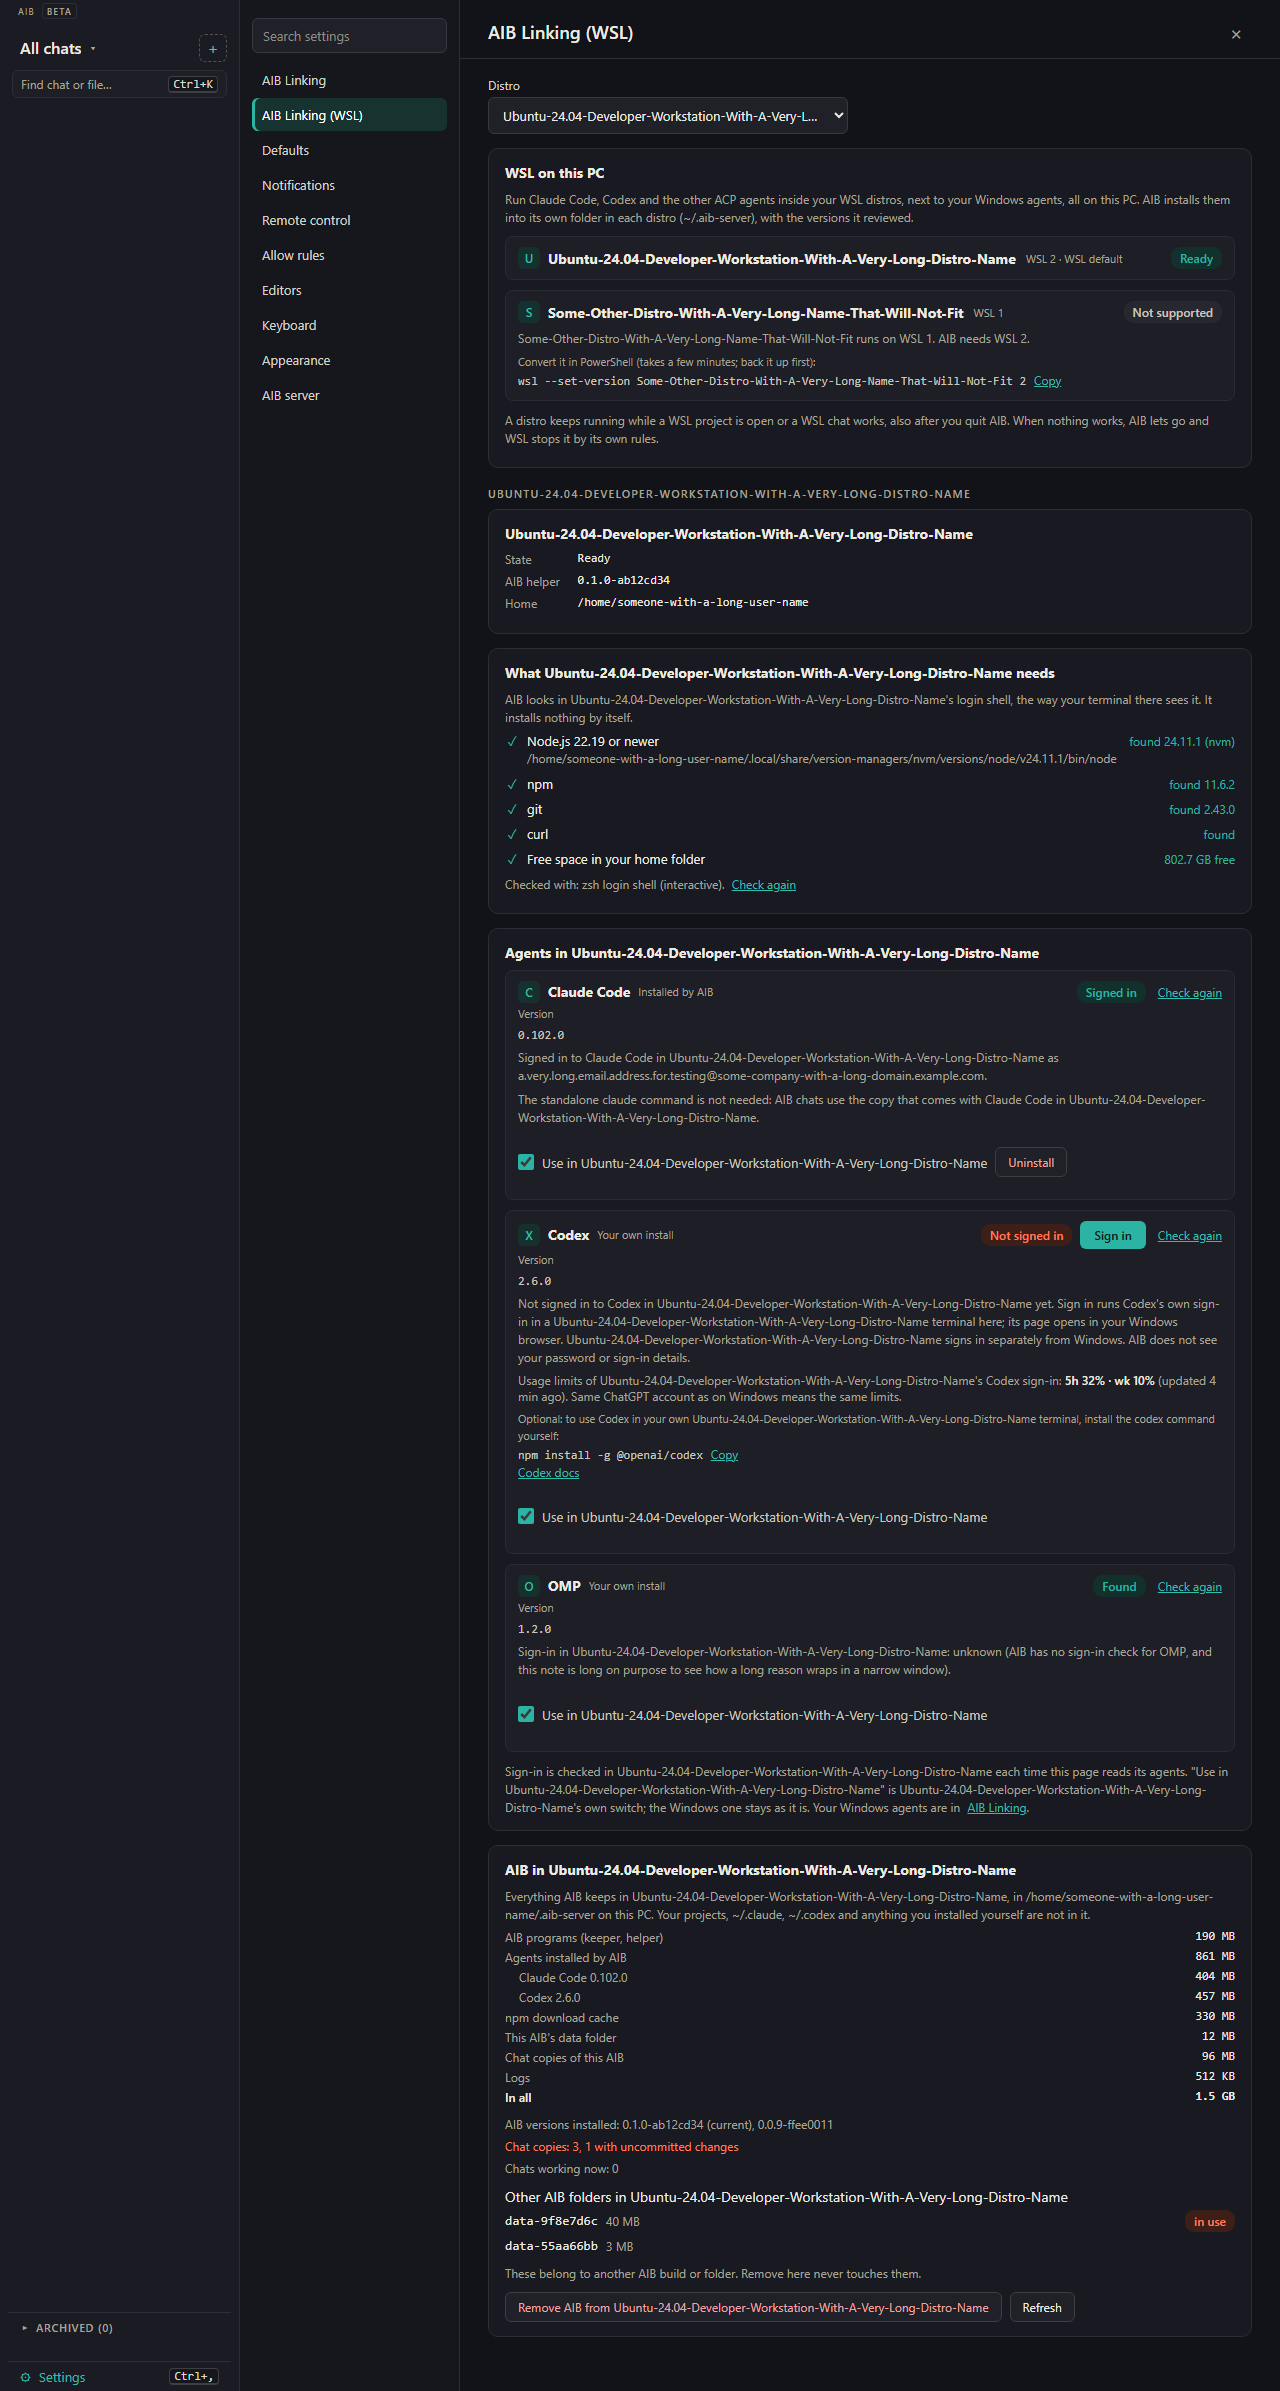 AIB BETA
All chats
+
Find chat or file... Ctrl+K
ARCHIVED (0)
Settings Ctrl+,
Search settings
AIB Linking
AIB Linking (WSL)
Defaults
Notifications
Remote control
Allow rules
Editors
Keyboard
Appearance
AIB server
AIB Linking (WSL)
×
Distro
Ubuntu-24.04-Developer-Workstation-With-A-Very-L...
WSL on this PC
Run Claude Code, Codex and the other ACP agents inside your WSL distros, next to your Windows agents, all on this PC. AIB installs them
into its own folder in each distro (~/.aib-server), with the versions it reviewed.
U Ubuntu-24.04-Developer-Workstation-With-A-Very-Long-Distro-Name WSL 2 · WSL default Ready
S Some-Other-Distro-With-A-Very-Long-Name-That-Will-Not-Fit WSL 1 Not supported
Some-Other-Distro-With-A-Very-Long-Name-That-Will-Not-Fit runs on WSL 1. AIB needs WSL 2.
Convert it in PowerShell (takes a few minutes; back it up first):
wsl --set-version Some-Other-Distro-With-A-Very-Long-Name-That-Will-Not-Fit 2 Copy
A distro keeps running while a WSL project is open or a WSL chat works, also after you quit AIB. When nothing works, AIB lets go and
WSL stops it by its own rules.
UBUNTU-24.04-DEVELOPER-WORKSTATION-WITH-A-VERY-LONG-DISTRO-NAME
Ubuntu-24.04-Developer-Workstation-With-A-Very-Long-Distro-Name
State Ready
AIB helper 0.1.0-ab12cd34
Home /home/someone-with-a-long-user-name
What Ubuntu-24.04-Developer-Workstation-With-A-Very-Long-Distro-Name needs
AIB looks in Ubuntu-24.04-Developer-Workstation-With-A-Very-Long-Distro-Name's login shell, the way your terminal there sees it. It
installs nothing by itself.
✓ Node.js 22.19 or newer found 24.11.1 (nvm)
/home/someone-with-a-long-user-name/.local/share/version-managers/nvm/versions/node/v24.11.1/bin/node
✓ npm found 11.6.2
✓ git found 2.43.0
✓ curl found
✓ Free space in your home folder 802.7 GB free
Checked with: zsh login shell (interactive). Check again
Agents in Ubuntu-24.04-Developer-Workstation-With-A-Very-Long-Distro-Name
C Claude Code Installed by AIB Signed in Check again
Version
0.102.0
Signed in to Claude Code in Ubuntu-24.04-Developer-Workstation-With-A-Very-Long-Distro-Name as
a.very.long.email.address.for.testing@some-company-with-a-long-domain.example.com.
The standalone claude command is not needed: AIB chats use the copy that comes with Claude Code in Ubuntu-24.04-Developer-
Workstation-With-A-Very-Long-Distro-Name.
Use in Ubuntu-24.04-Developer-Workstation-With-A-Very-Long-Distro-Name Uninstall
X Codex Your own install Not signed in Sign in Check again
Version
2.6.0
Not signed in to Codex in Ubuntu-24.04-Developer-Workstation-With-A-Very-Long-Distro-Name yet. Sign in runs Codex's own sign-
in in a Ubuntu-24.04-Developer-Workstation-With-A-Very-Long-Distro-Name terminal here; its page opens in your Windows
browser. Ubuntu-24.04-Developer-Workstation-With-A-Very-Long-Distro-Name signs in separately from Windows. AIB does not see
your password or sign-in details.
Usage limits of Ubuntu-24.04-Developer-Workstation-With-A-Very-Long-Distro-Name's Codex sign-in: 5h 32% · wk 10% (updated 4
min ago). Same ChatGPT account as on Windows means the same limits.
Optional: to use Codex in your own Ubuntu-24.04-Developer-Workstation-With-A-Very-Long-Distro-Name terminal, install the codex command
yourself:
npm install -g @openai/codex Copy
Codex docs
Use in Ubuntu-24.04-Developer-Workstation-With-A-Very-Long-Distro-Name
O OMP Your own install Found Check again
Version
1.2.0
Sign-in in Ubuntu-24.04-Developer-Workstation-With-A-Very-Long-Distro-Name: unknown (AIB has no sign-in check for OMP, and
this note is long on purpose to see how a long reason wraps in a narrow window).
Use in Ubuntu-24.04-Developer-Workstation-With-A-Very-Long-Distro-Name
Sign-in is checked in Ubuntu-24.04-Developer-Workstation-With-A-Very-Long-Distro-Name each time this page reads its agents. "Use in
Ubuntu-24.04-Developer-Workstation-With-A-Very-Long-Distro-Name" is Ubuntu-24.04-Developer-Workstation-With-A-Very-Long-
Distro-Name's own switch; the Windows one stays as it is. Your Windows agents are in AIB Linking.
AIB in Ubuntu-24.04-Developer-Workstation-With-A-Very-Long-Distro-Name
Everything AIB keeps in Ubuntu-24.04-Developer-Workstation-With-A-Very-Long-Distro-Name, in /home/someone-with-a-long-user-
name/.aib-server on this PC. Your projects, ~/.claude, ~/.codex and anything you installed yourself are not in it.
AIB programs (keeper, helper) 190 MB
Agents installed by AIB 861 MB
Claude Code 0.102.0 404 MB
Codex 2.6.0 457 MB
npm download cache 330 MB
This AIB's data folder 12 MB
Chat copies of this AIB 96 MB
Logs 512 KB
In all 1.5 GB
AIB versions installed: 0.1.0-ab12cd34 (current), 0.0.9-ffee0011
Chat copies: 3, 1 with uncommitted changes
Chats working now: 0
Other AIB folders in Ubuntu-24.04-Developer-Workstation-With-A-Very-Long-Distro-Name
data-9f8e7d6c 40 MB in use
data-55aa66bb 3 MB
These belong to another AIB build or folder. Remove here never touches them.
Remove AIB from Ubuntu-24.04-Developer-Workstation-With-A-Very-Long-Distro-Name Refresh